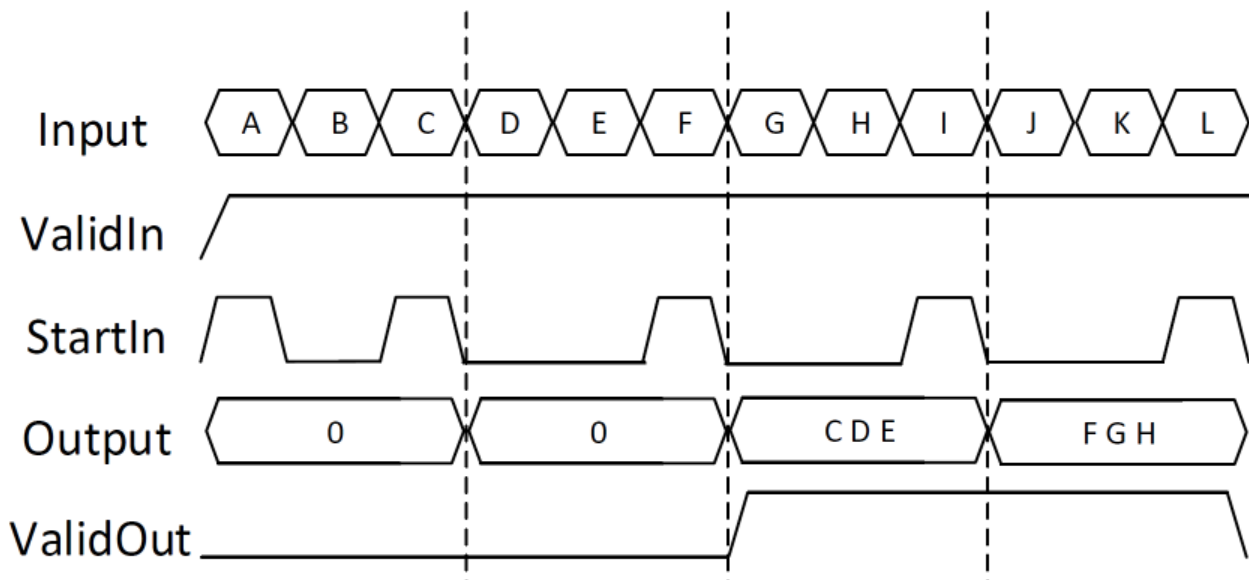 Input A B C D E F G H I J K L
ValidIn
StartIn
Output 0 0 C D E F G H
ValidOut